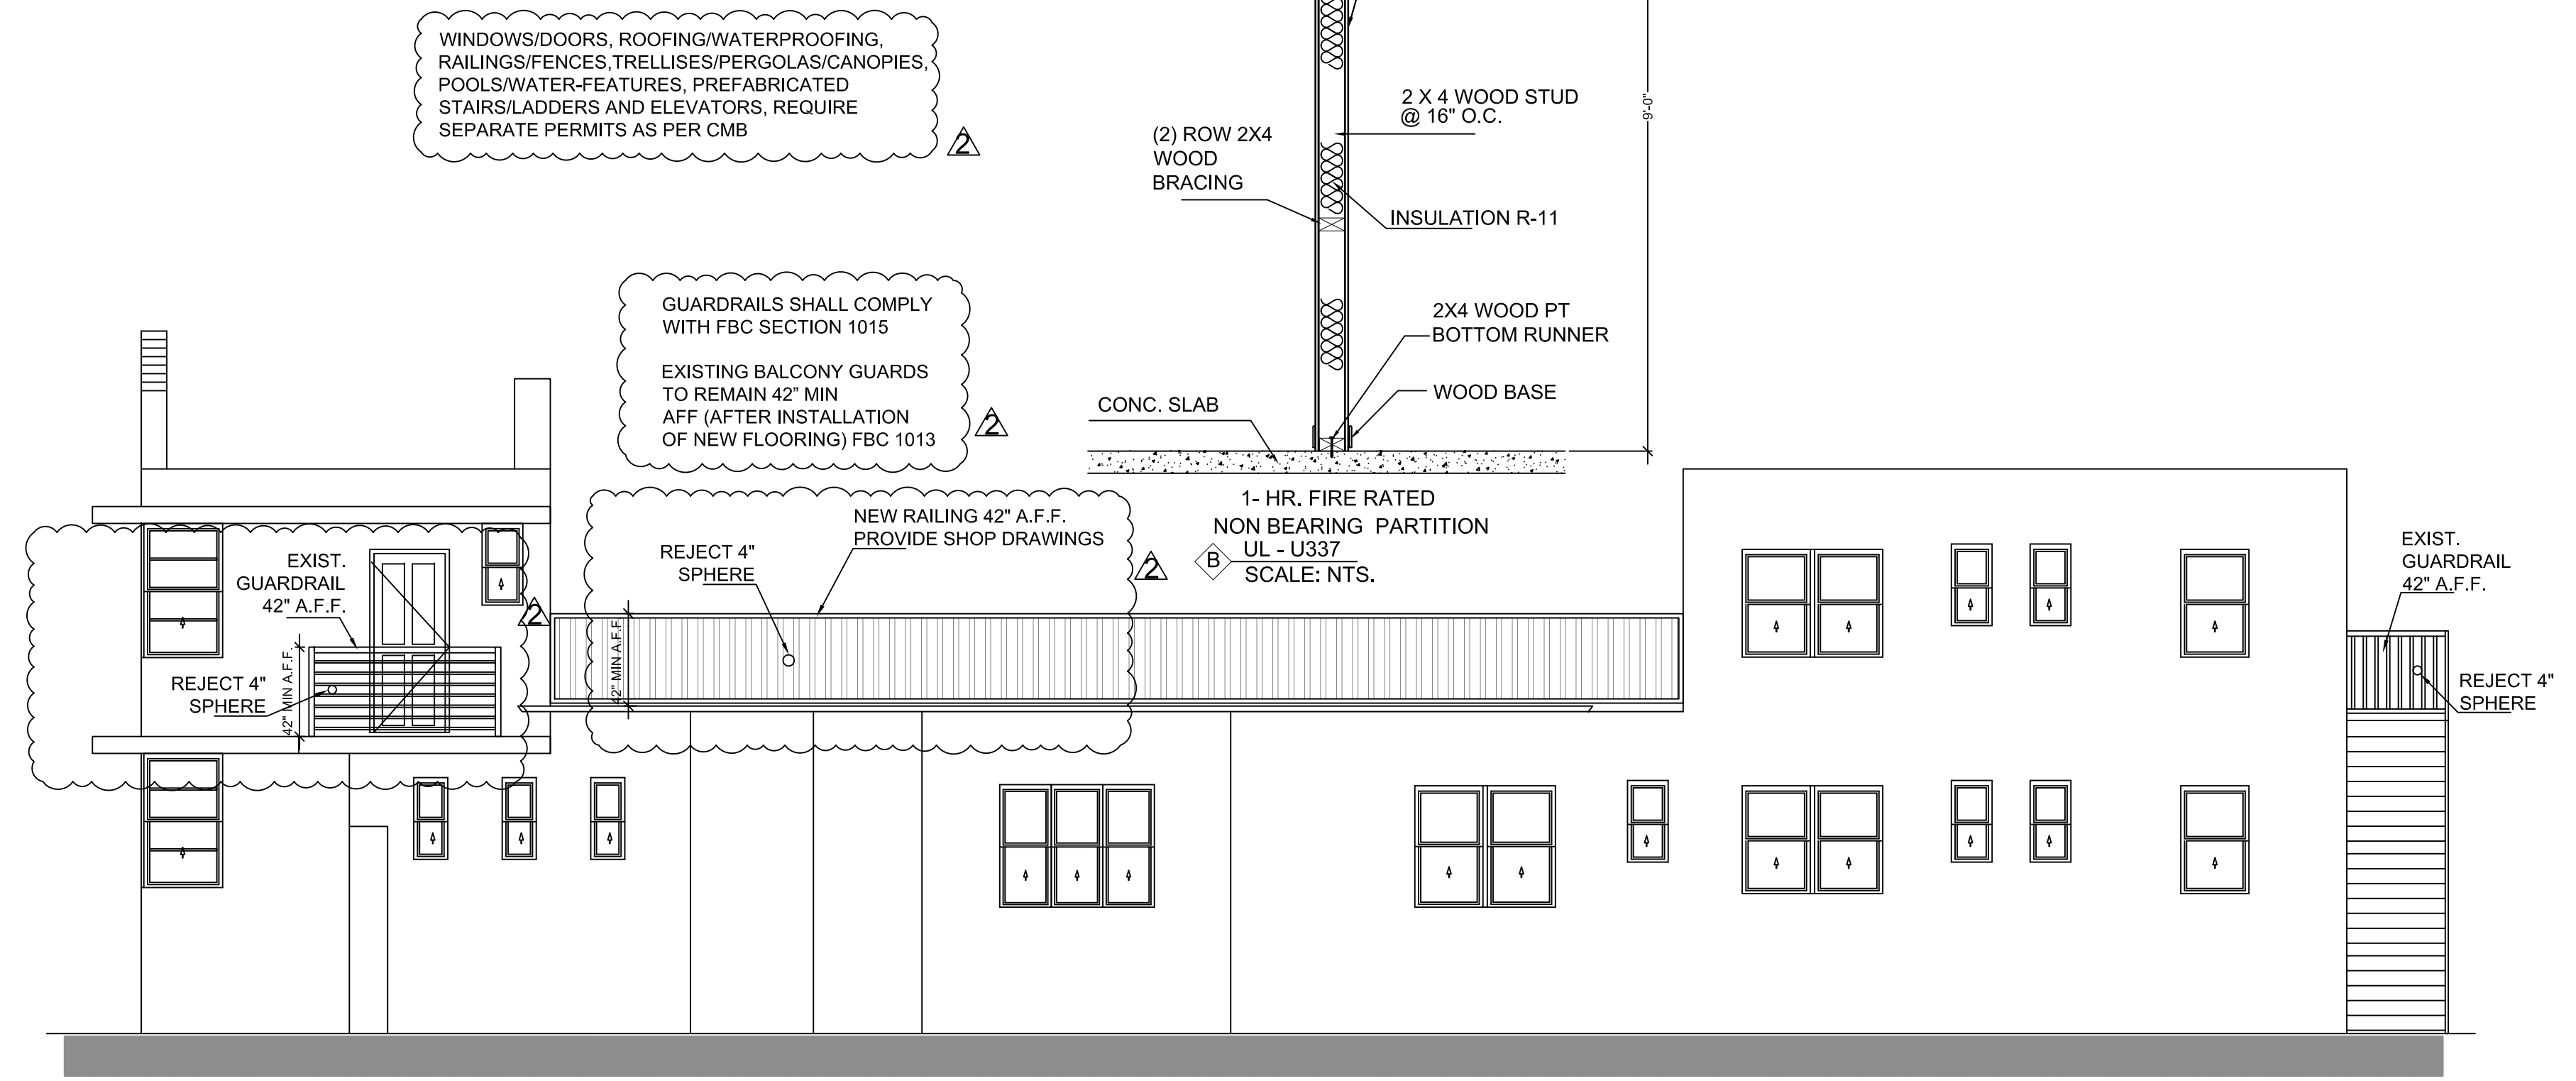 WINDOWS/DOORS, ROOFING/WATERPROOFING,
RAILINGS/FENCES,TRELLISES/PERGOLAS/CANOPIES,
POOLS/WATER-FEATURES, PREFABRICATED
STAIRS/LADDERS AND ELEVATORS, REQUIRE
SEPARATE PERMITS AS PER CMB
2
2 X 4 WOOD STUD
@ 16" O.C.
9'-0"
(2) ROW 2X4
WOOD
BRACING
INSULATION R-11
2X4 WOOD PT
BOTTOM RUNNER
WOOD BASE
CONC. SLAB
1- HR. FIRE RATED
NON BEARING PARTITION
B
UL - U337
SCALE: NTS.
GUARDRAILS SHALL COMPLY
WITH FBC SECTION 1015
EXISTING BALCONY GUARDS
TO REMAIN 42” MIN
AFF (AFTER INSTALLATION
OF NEW FLOORING) FBC 1013
2
NEW RAILING 42" A.F.F.
PROVIDE SHOP DRAWINGS
REJECT 4"
SPHERE
42" MIN A.F.F.
2
EXIST.
GUARDRAIL
42" A.F.F.
REJECT 4"
SPHERE
42" MIN A.F.F.
2
EXIST.
GUARDRAIL
42" A.F.F.
REJECT 4"
SPHERE